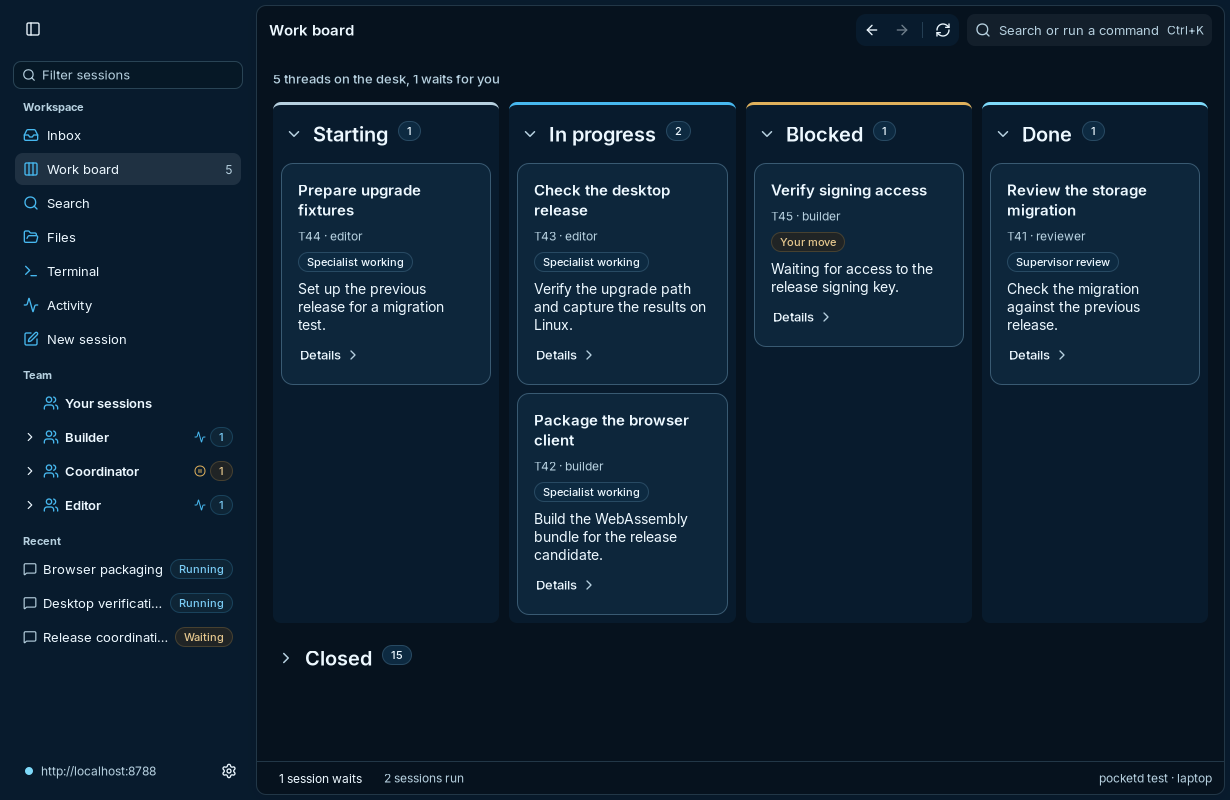 Filter sessions
Workspace
Inbox
Work board 5
Search
Files
Terminal
Activity
New session
Team
Your sessions
Builder 1
Coordinator 1
Editor 1
Recent
Browser packaging Running
Desktop verificati... Running
Release coordinati... Waiting
http://localhost:8788
Work board
Search or run a command Ctrl+K
5 threads on the desk, 1 waits for you
Starting 1
Prepare upgrade
fixtures
T44 · editor
Specialist working
Set up the previous
release for a migration
test.
Details
In progress 2
Check the desktop
release
T43 · editor
Specialist working
Verify the upgrade path
and capture the results on
Linux.
Details
Package the browser
client
T42 · builder
Specialist working
Build the WebAssembly
bundle for the release
candidate.
Details
Blocked 1
Verify signing access
T45 · builder
Your move
Waiting for access to the
release signing key.
Details
Done 1
Review the storage
migration
T41 · reviewer
Supervisor review
Check the migration
against the previous
release.
Details
Closed 15
1 session waits 2 sessions run
pocketd test · laptop